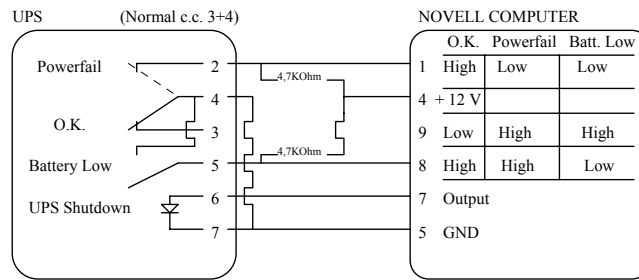 UPS (Normal c.c. 3+4) NOVELL COMPUTER
O.K. Powerfail Batt. Low
Powerfail 2 4,7KOhm 1 High Low Low
4 4 + 12 V
O.K. 3 9 Low High High
Battery Low 5 4,7KOhm 8 High High Low
UPS Shutdown 6 7 Output
7 5 GND